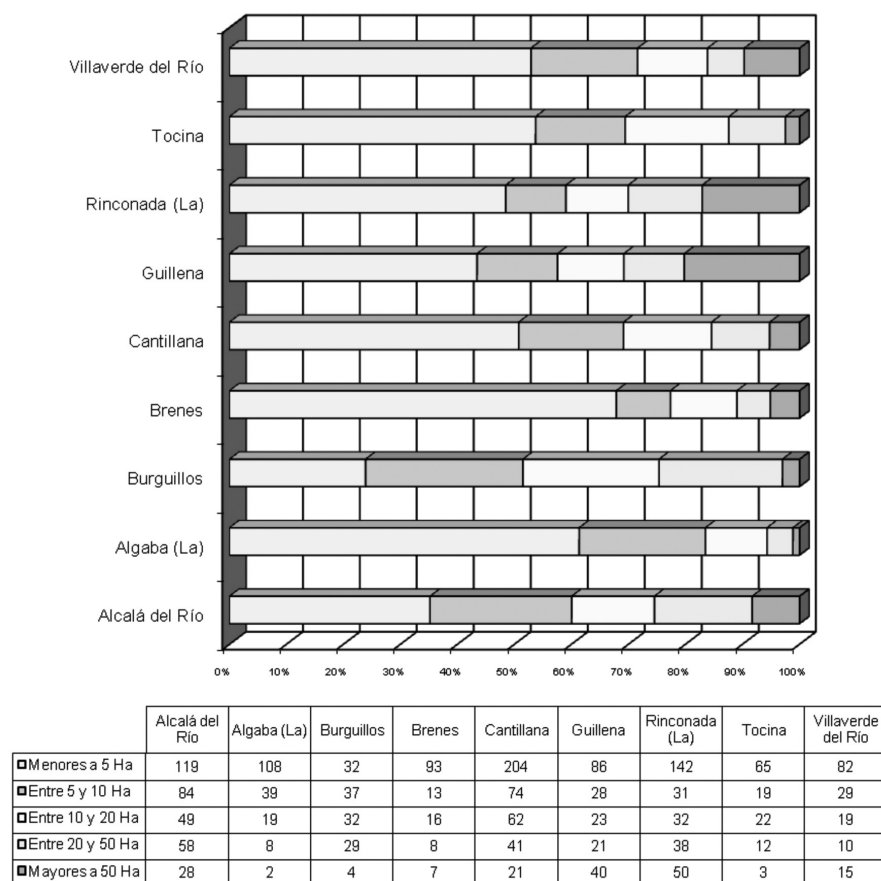 Villaverde del Río
Tocina
Rinconada (La)
Guillena
Cantillana
Brenes
Burguillos
Algaba (La)
Alcalá del Río
0% 10% 20% 30% 40% 50% 60% 70% 80% 90% 100%
Alcalá del Río Algaba (La) Burguillos Brenes Cantillana Guillena Rinconada (La) Tocina Villaverde del Río
Menores a 5 Ha 119 108 32 93 204 86 142 65 82
Entre 5 y 10 Ha 84 39 37 13 74 28 31 19 29
Entre 10 y 20 Ha 49 19 32 16 62 23 32 22 19
Entre 20 y 50 Ha 58 8 29 8 41 21 38 12 10
Mayores a 50 Ha 28 2 4 7 21 40 50 3 15